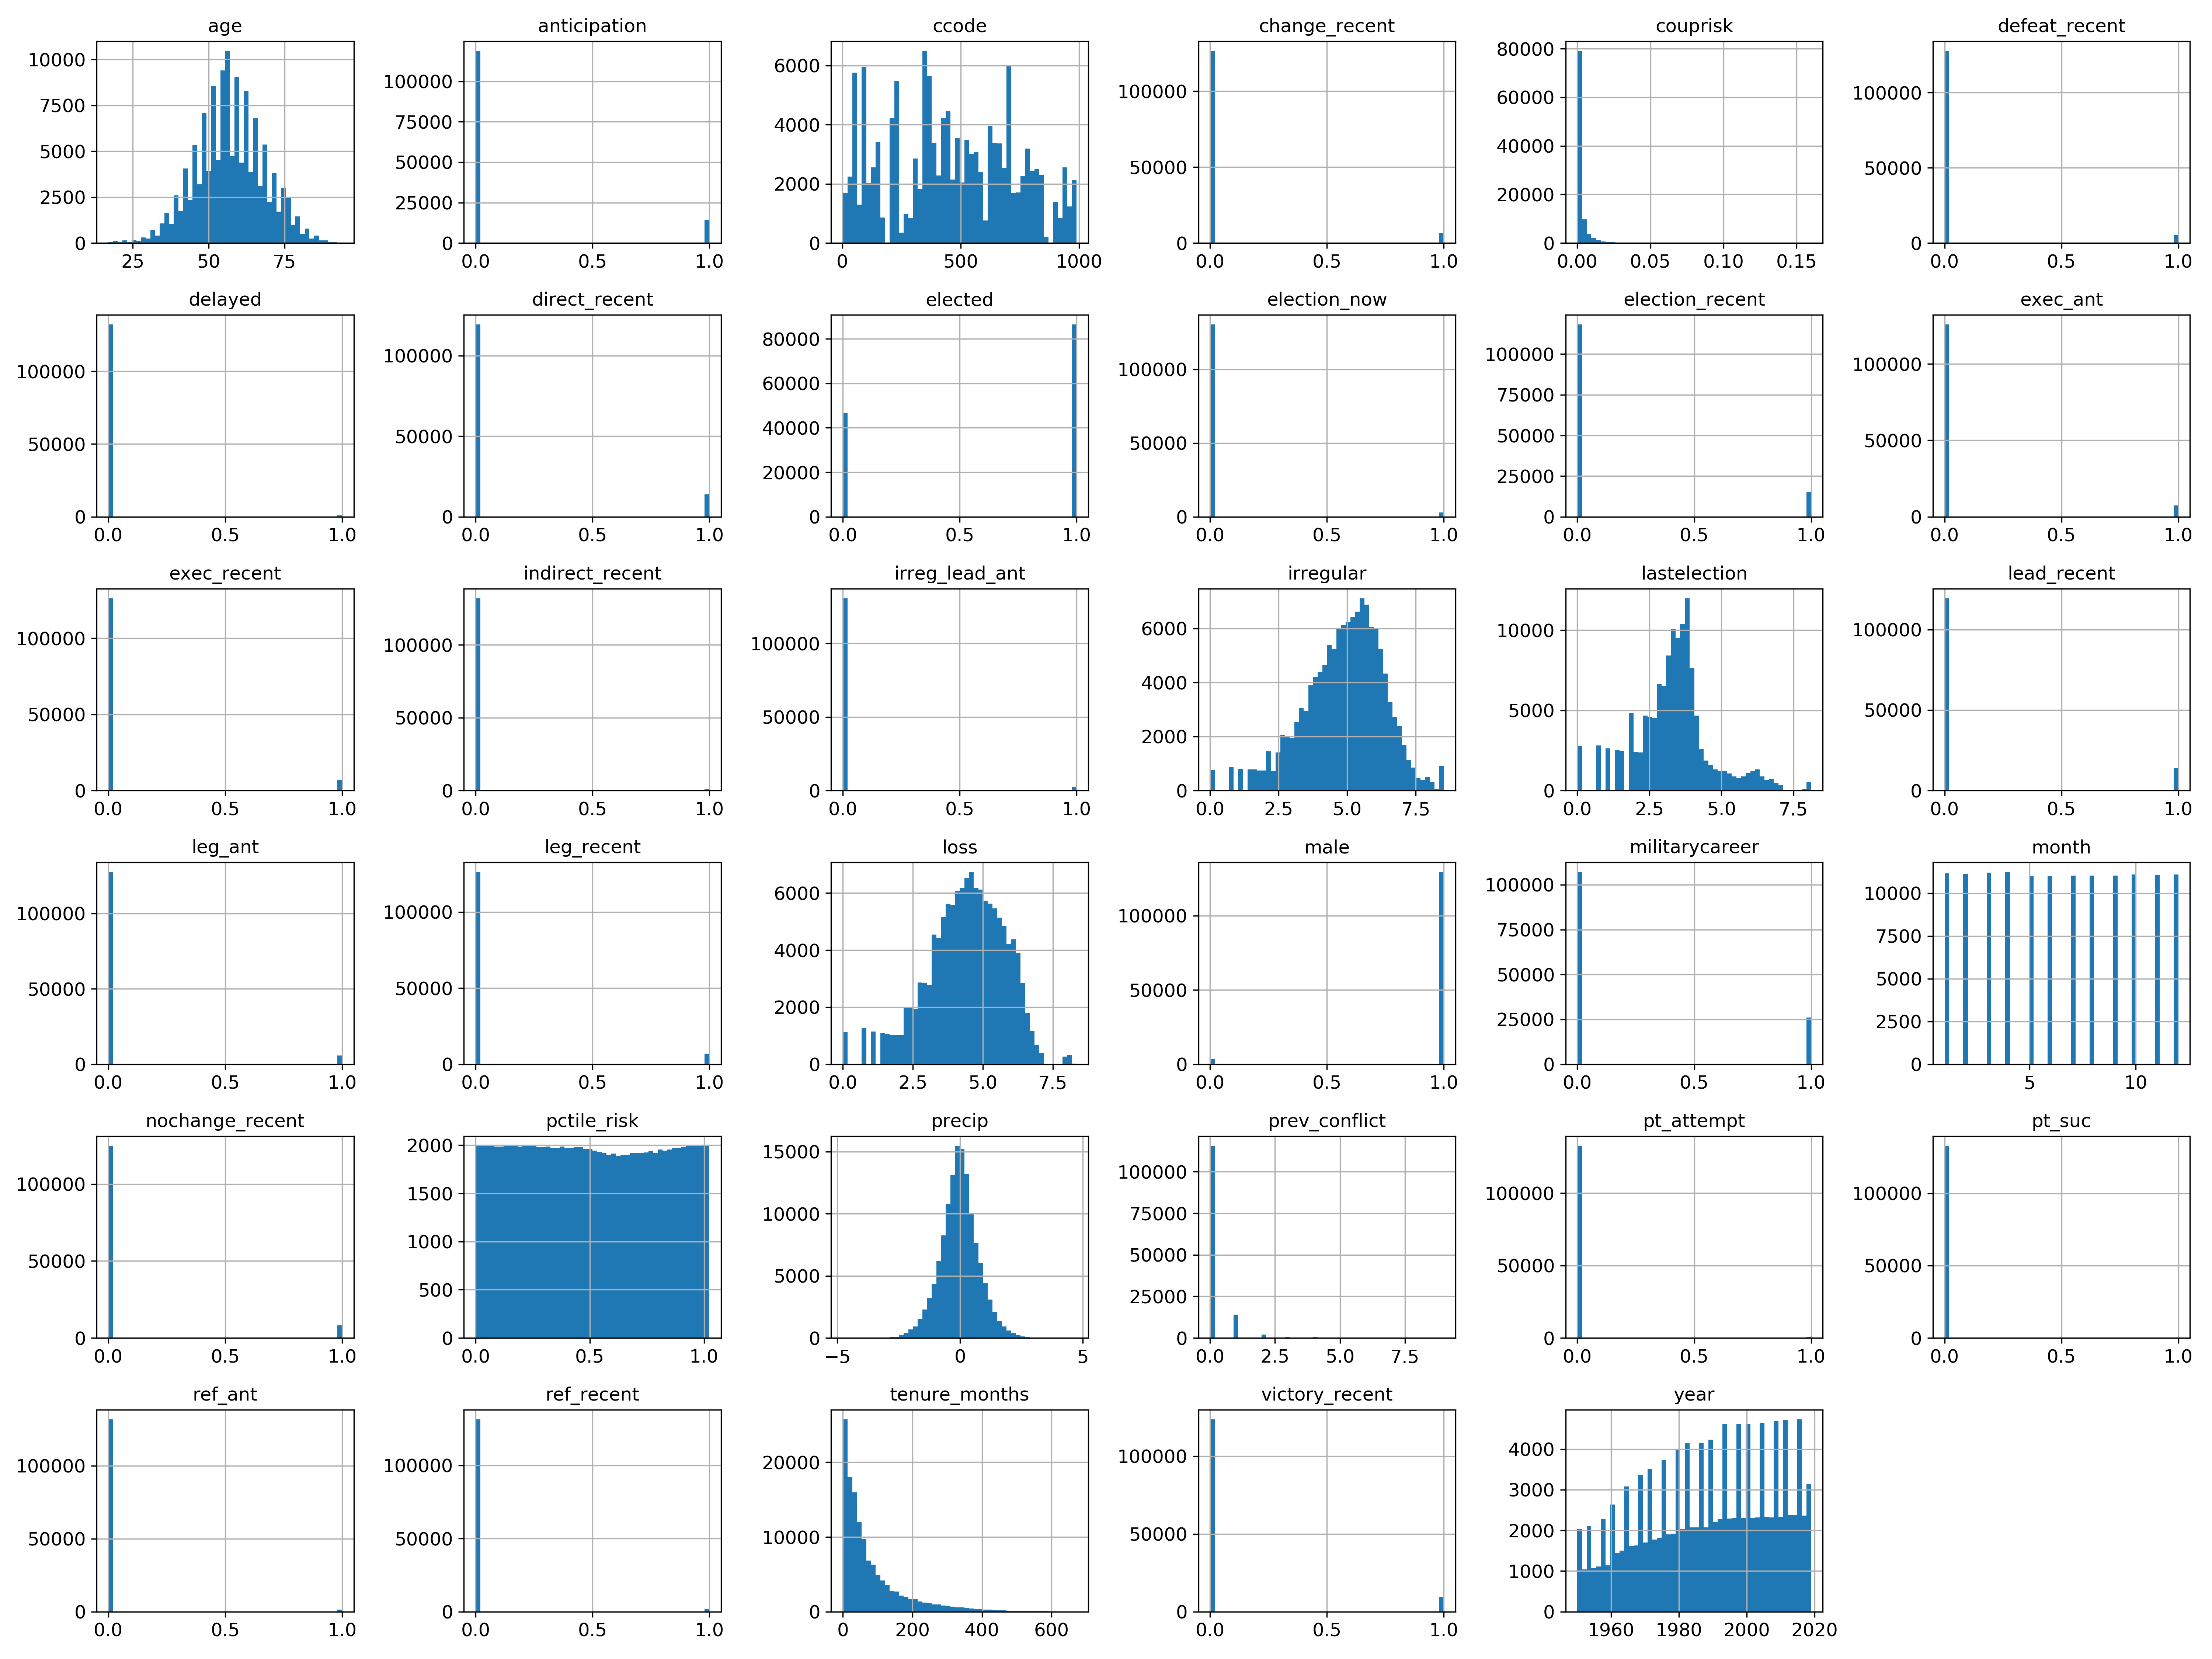 age
10000
7500
5000
2500
0
25 50 75
anticipation
100000
75000
50000
25000
0
0.0 0.5 1.0
ccode
6000
4000
2000
0
0 500 1000
change_recent
100000
50000
0
0.0 0.5 1.0
couprisk
80000
60000
40000
20000
0
0.00 0.05 0.10 0.15
defeat_recent
100000
50000
0
0.0 0.5 1.0
delayed
100000
50000
0
0.0 0.5 1.0
direct_recent
100000
50000
0
0.0 0.5 1.0
elected
80000
60000
40000
20000
0
0.0 0.5 1.0
election_now
100000
50000
0
0.0 0.5 1.0
election_recent
100000
75000
50000
25000
0
0.0 0.5 1.0
exec_ant
100000
50000
0
0.0 0.5 1.0
exec_recent
100000
50000
0
0.0 0.5 1.0
indirect_recent
100000
50000
0
0.0 0.5 1.0
irreg_lead_ant
100000
50000
0
0.0 0.5 1.0
irregular
6000
4000
2000
0
0.0 2.5 5.0 7.5
lastelection
10000
5000
0
0.0 2.5 5.0 7.5
lead_recent
100000
50000
0
0.0 0.5 1.0
leg_ant
100000
50000
0
0.0 0.5 1.0
leg_recent
100000
50000
0
0.0 0.5 1.0
loss
6000
4000
2000
0
0.0 2.5 5.0 7.5
male
100000
50000
0
0.0 0.5 1.0
militarycareer
100000
75000
50000
25000
0
0.0 0.5 1.0
month
10000
7500
5000
2500
0
5 10
nochange_recent
100000
50000
0
0.0 0.5 1.0
pctile_risk
2000
1500
1000
500
0
0.0 0.5 1.0
precip
15000
10000
5000
0
−5 0 5
prev_conflict
100000
75000
50000
25000
0
0.0 2.5 5.0 7.5
pt_attempt
100000
50000
0
0.0 0.5 1.0
pt_suc
100000
50000
0
0.0 0.5 1.0
ref_ant
100000
50000
0
0.0 0.5 1.0
ref_recent
100000
50000
0
0.0 0.5 1.0
tenure_months
20000
10000
0
0 200 400 600
victory_recent
100000
50000
0
0.0 0.5 1.0
year
4000
3000
2000
1000
0
1960 1980 2000 2020